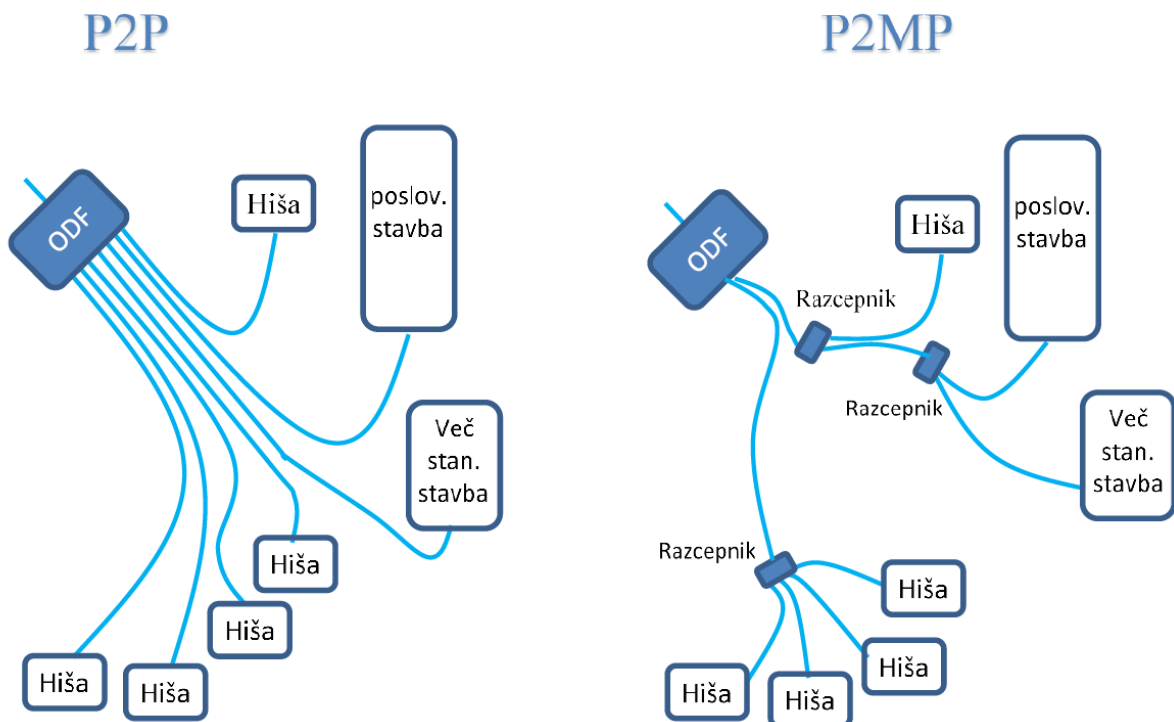 P2P
ODF
Hiša
poslov.
stavba
Več
stan.
stavba
Hiša
Hiša
Hiša
Hiša
P2MP
ODF
Hiša
poslov.
stavba
Razcepnik
Razcepnik
Več
stan.
stavba
Razcepnik
Hiša
Hiša
Hiša
Hiša